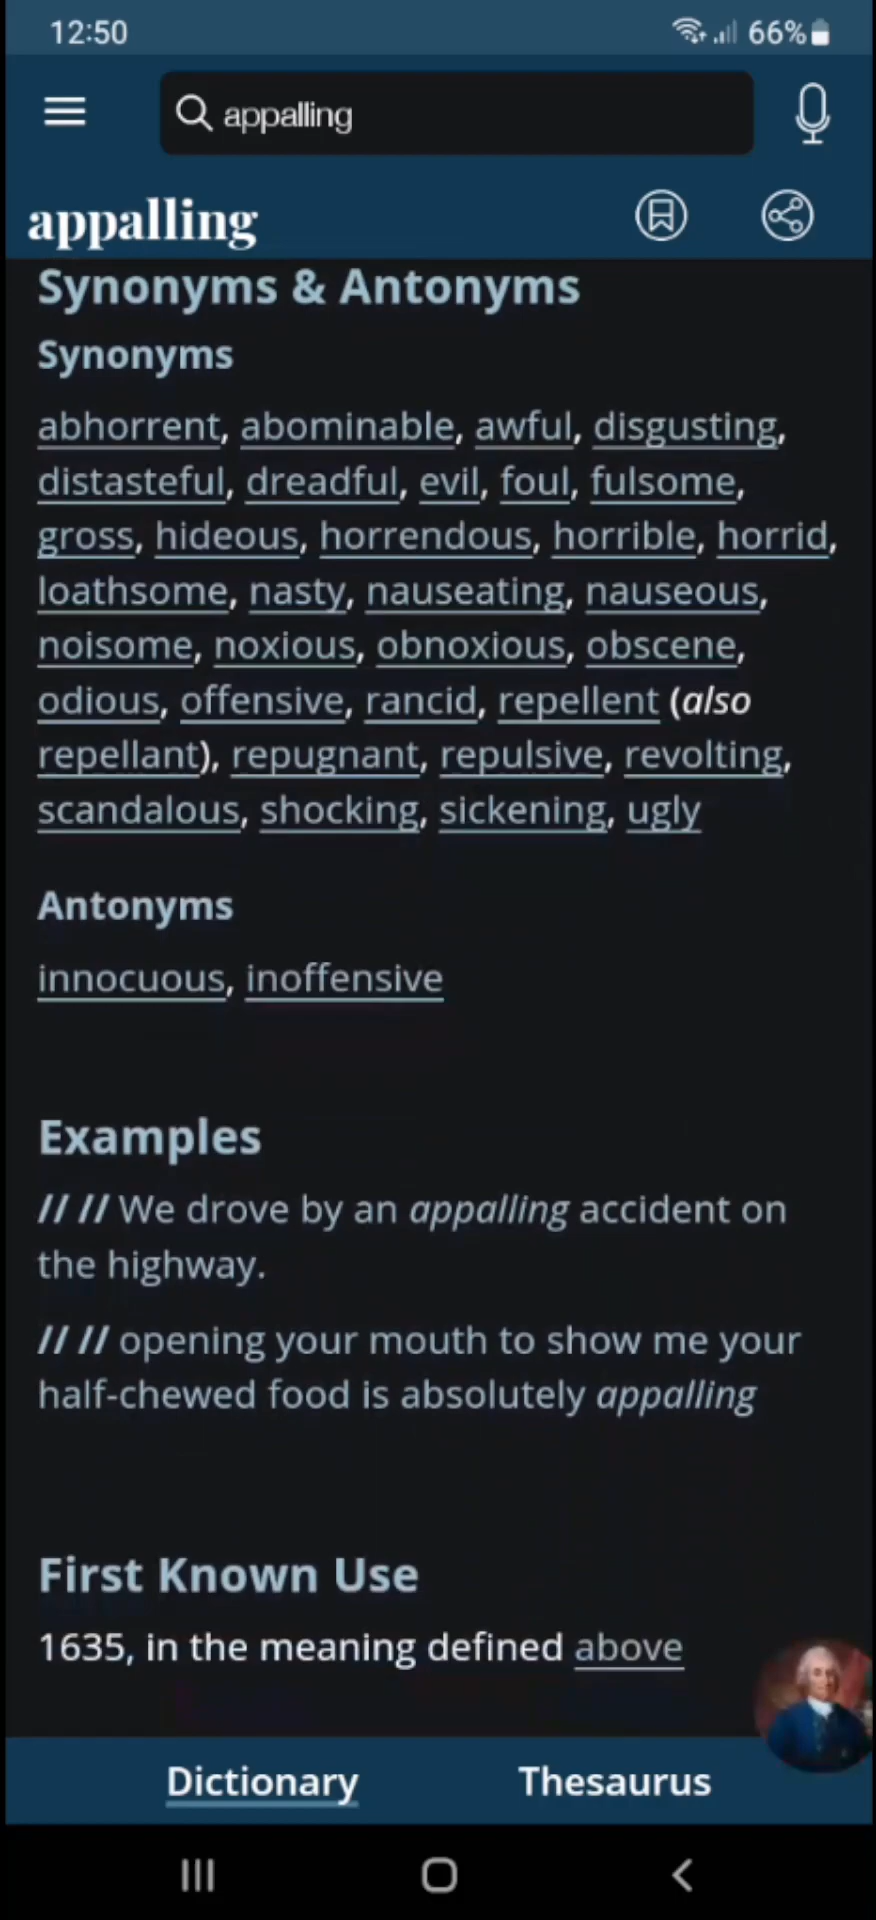 12:50
66%
appalling
appalling
Synonyms & Antonyms
Synonyms
abhorrent, abominable, awful, disgusting,
distasteful, dreadful, evil, foul, fulsome,
gross, hideous, horrendous, horrible, horrid,
loathsome, nasty, nauseating, nauseous,
noisome, noxious, obnoxious, obscene,
odious, offensive, rancid, repellent (also
repellant), repugnant, repulsive, revolting,
scandalous, shocking, sickening, ugly
Antonyms
innocuous, inoffensive
Examples
// // We drove by an appalling accident on
the highway.
// // opening your mouth to show me your
half-chewed food is absolutely appalling
First Known Use
1635, in the meaning defined above
Dictionary
Thesaurus